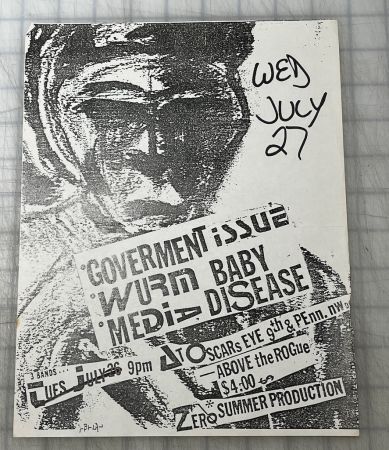 WED
JULY
27
GOVERMENT ISSUE
WURM BABY
MEDIA DISEASE
3 BANDS...
TUES JULY 26 9pm
AT OSCARS EYE 9th & PEnn. nw
ABOVE the ROGue
$4.00
ZERO SUMMER PRODUCTION